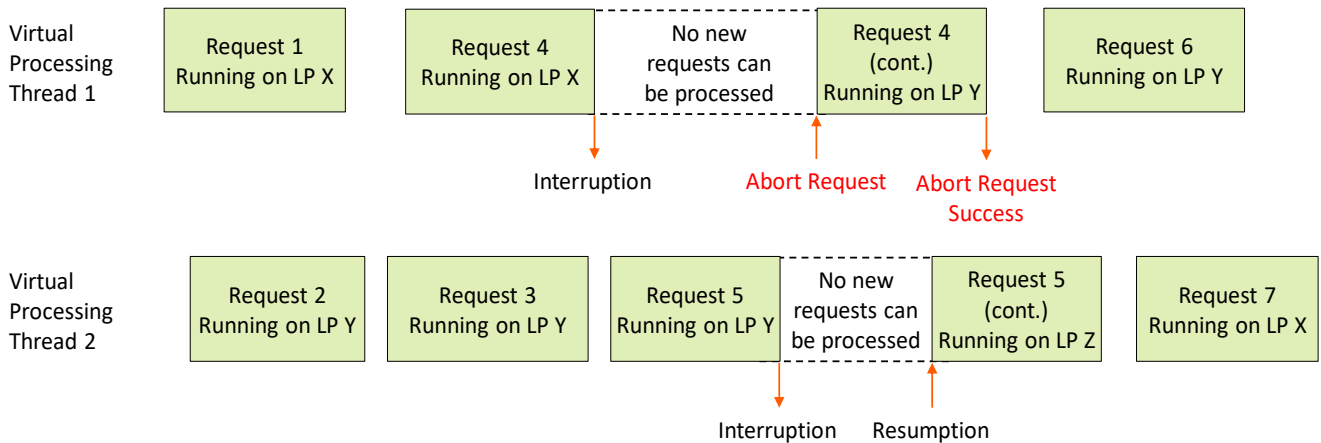 Virtual
Processing
Thread 1
Request 1
Running on LP X
Request 4
Running on LP X
No new
requests can
be processed
Request 4
(cont.)
Running on LP Y
Request 6
Running on LP Y
Interruption
Abort Request
Abort Request
Success
Virtual
Processing
Thread 2
Request 2
Running on LP Y
Request 3
Running on LP Y
Request 5
Running on LP Y
No new
requests can
be processed
Request 5
(cont.)
Running on LP Z
Request 7
Running on LP X
Interruption
Resumption